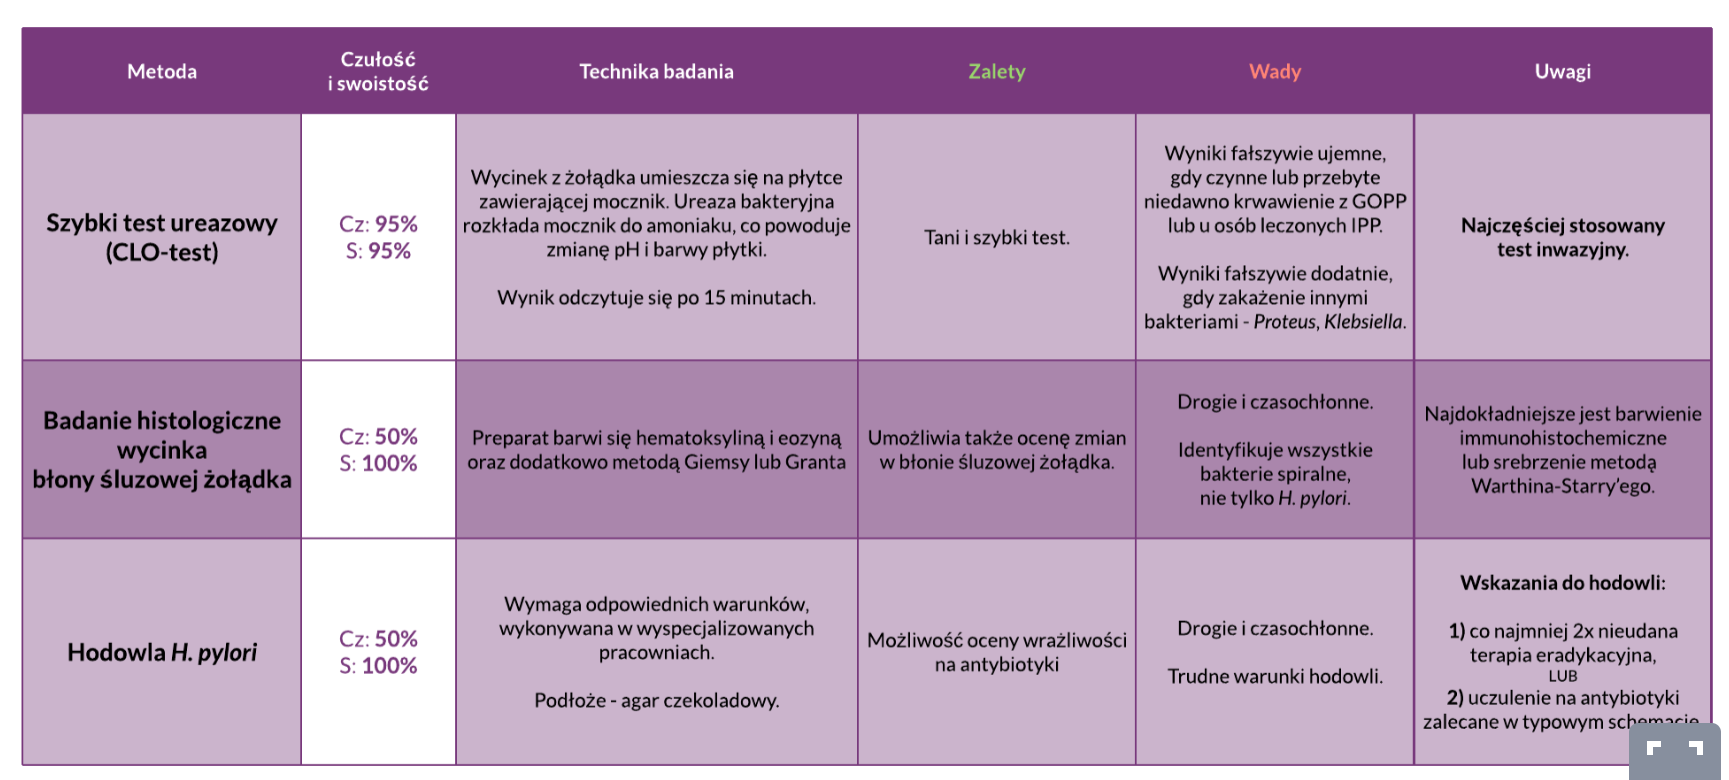 Metoda
Czułość
i swoistość
Technika badania
Zalety
Wady
Uwagi
Szybki test ureazowy
(CLO-test)
Cz: 95%
S: 95%
Wycinek z żołądka umieszcza się na płytce
zawierającej mocznik. Ureaza bakteryjna
rozkłada mocznik do amoniaku, co powoduje
zmianę pH i barwy płytki.
Wynik odczytuje się po 15 minutach.
Tani i szybki test.
Wyniki fałszywie ujemne,
gdy czynne lub przebyte
niedawno krwawienie z GOPP
lub u osób leczonych IPP.
Wyniki fałszywie dodatnie,
gdy zakażenie innymi
bakteriami - Proteus, Klebsiella.
Najczęściej stosowany
test inwazyjny.
Badanie histologiczne
wycinka
błony śluzowej żołądka
Cz: 50%
S: 100%
Preparat barwi się hematoksyliną i eozyną
oraz dodatkowo metodą Giemsy lub Granta
Umożliwia także ocenę zmian
w błonie śluzowej żołądka.
Drogie i czasochłonne.
Identyfikuje wszystkie
bakterie spiralne,
nie tylko H. pylori.
Najdokładniejsze jest barwienie
immunohistochemiczne
lub srebrzenie metodą
Warthina-Starry'ego.
Hodowla H. pylori
Cz: 50%
S: 100%
Wymaga odpowiednich warunków,
wykonywana w wyspecjalizowanych
pracowniach.
Podłoże - agar czekoladowy.
Możliwość oceny wrażliwości
na antybiotyki
Drogie i czasochłonne.
Trudne warunki hodowli.
Wskazania do hodowli:
1) co najmniej 2x nieudana
terapia eradykacyjna,
LUB
2) uczulenie na antybiotyki
zalecane w typowym schemacie